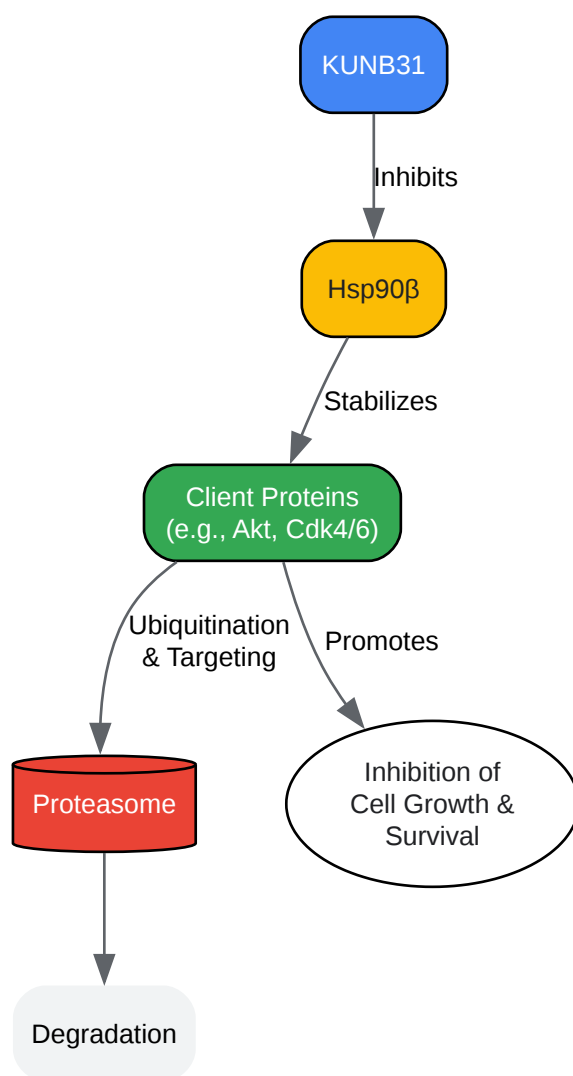 KUNB31
Inhibits
Hsp90β
Stabilizes
Client Proteins
(e.g., Akt, Cdk4/6)
Ubiquitination
& Targeting
Promotes
Proteasome
Inhibition of
Cell Growth &
Survival
Degradation